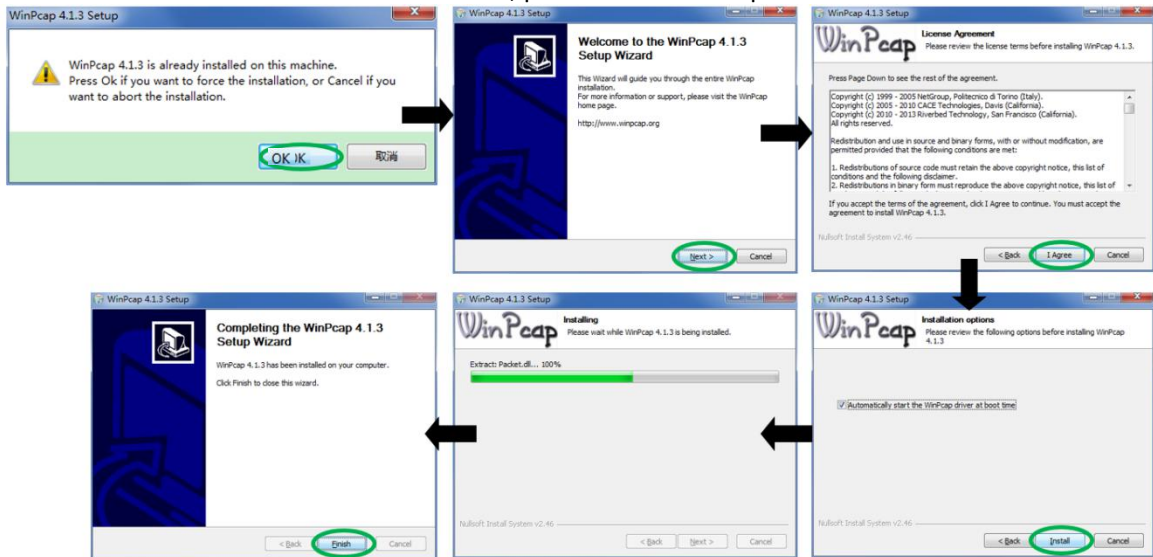 WinPcap 4.1.3 Setup
WinPcap 4.1.3 is already installed on this machine.
Press Ok if you want to force the installation, or Cancel if you
want to abort the installation.
OK
取消
WinPcap 4.1.3 Setup
Welcome to the WinPcap 4.1.3
Setup Wizard
This Wizard will guide you through the entire WinPcap
installation.
For more information or support, please visit the WinPcap
home page.
http://www.winpcap.org
Next >
Cancel
WinPcap 4.1.3 Setup
WinPcap
License Agreement
Please review the license terms before installing WinPcap 4.1.3.
Press Page Down to see the rest of the agreement.
Copyright (c) 1999 - 2005 NetGroup, Politecnico di Torino (Italy).
Copyright (c) 2005 - 2010 CACE Technologies, Davis (California).
Copyright (c) 2010 - 2013 Riverbed Technology, San Francisco (California).
All rights reserved.
Redistribution and use in source and binary forms, with or without modification, are
permitted provided that the following conditions are met:
1. Redistributions of source code must retain the above copyright notice, this list of
conditions and the following disclaimer.
2. Redistributions in binary form must reproduce the above copyright notice, this list of
If you accept the terms of the agreement, click I Agree to continue. You must accept the
agreement to install WinPcap 4.1.3.
Nullsoft Install System v2.46
< Back
I Agree
Cancel
WinPcap 4.1.3 Setup
WinPcap
Installation options
Please review the following options before installing WinPcap
4.1.3
Automatically start the WinPcap driver at boot time
Nullsoft Install System v2.46
< Back
Install
Cancel
WinPcap 4.1.3 Setup
WinPcap
Installing
Please wait while WinPcap 4.1.3 is being installed.
Extract: Packet.dll... 100%
Nullsoft Install System v2.46
< Back
Next >
Cancel
WinPcap 4.1.3 Setup
Completing the WinPcap 4.1.3
Setup Wizard
WinPcap 4.1.3 has been installed on your computer.
Click Finish to close this wizard.
< Back
Finish
Cancel